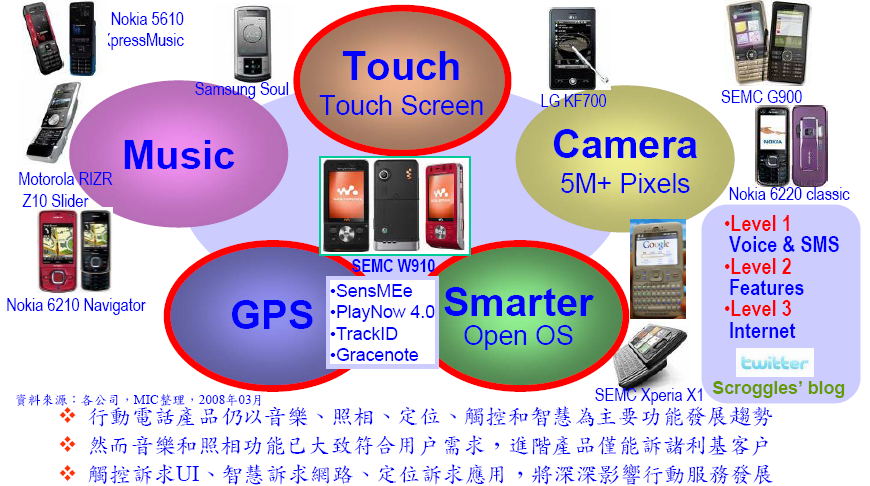 Nokia 5610
XpressMusic
Samsung Soul
Touch
Touch Screen
LG KF700
SEMC G900
Music
Motorola RIZR
Z10 Slider
Camera
5M+ Pixels
NOKIA
Nokia 6220 classic
Google
SEMC W910
Nokia 6210 Navigator
GPS
•SensMEe
•PlayNow 4.0
•TrackID
•Gracenote
Smarter
Open OS
SEMC Xperia X1
•Level 1
Voice & SMS
•Level 2
Features
•Level 3
Internet
twitter
Scroggles’ blog
資料來源：各公司，MIC整理，2008年03月
❖ 行動電話產品仍以音樂、照相、定位、觸控和智慧為主要功能發展趨勢
❖ 然而音樂和照相功能已大致符合用戶需求，進階產品僅能訴諸利基客戶
❖ 觸控訴求UI、智慧訴求網路、定位訴求應用，將深深影響行動服務發展